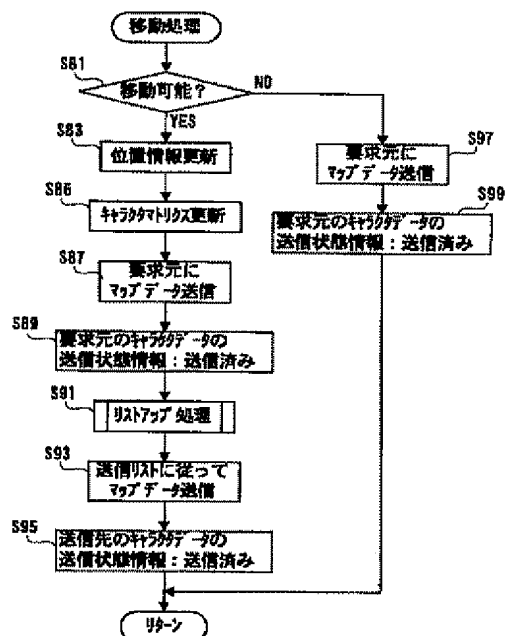 移動処理
S81
移動可能？
NO
YES
S83
位置情報更新
S86
キャラクタマトリクス更新
S87
要求元に
マップデータ送信
S89
要求元のキャラクタデータの
送信状態情報：送信済み
S91
リストアップ処理
S93
送信リストに従って
マップデータ送信
S95
送信先のキャラクタデータの
送信状態情報：送信済み
S97
要求元に
マップデータ送信
S99
要求元のキャラクタデータの
送信状態情報：送信済み
リターン